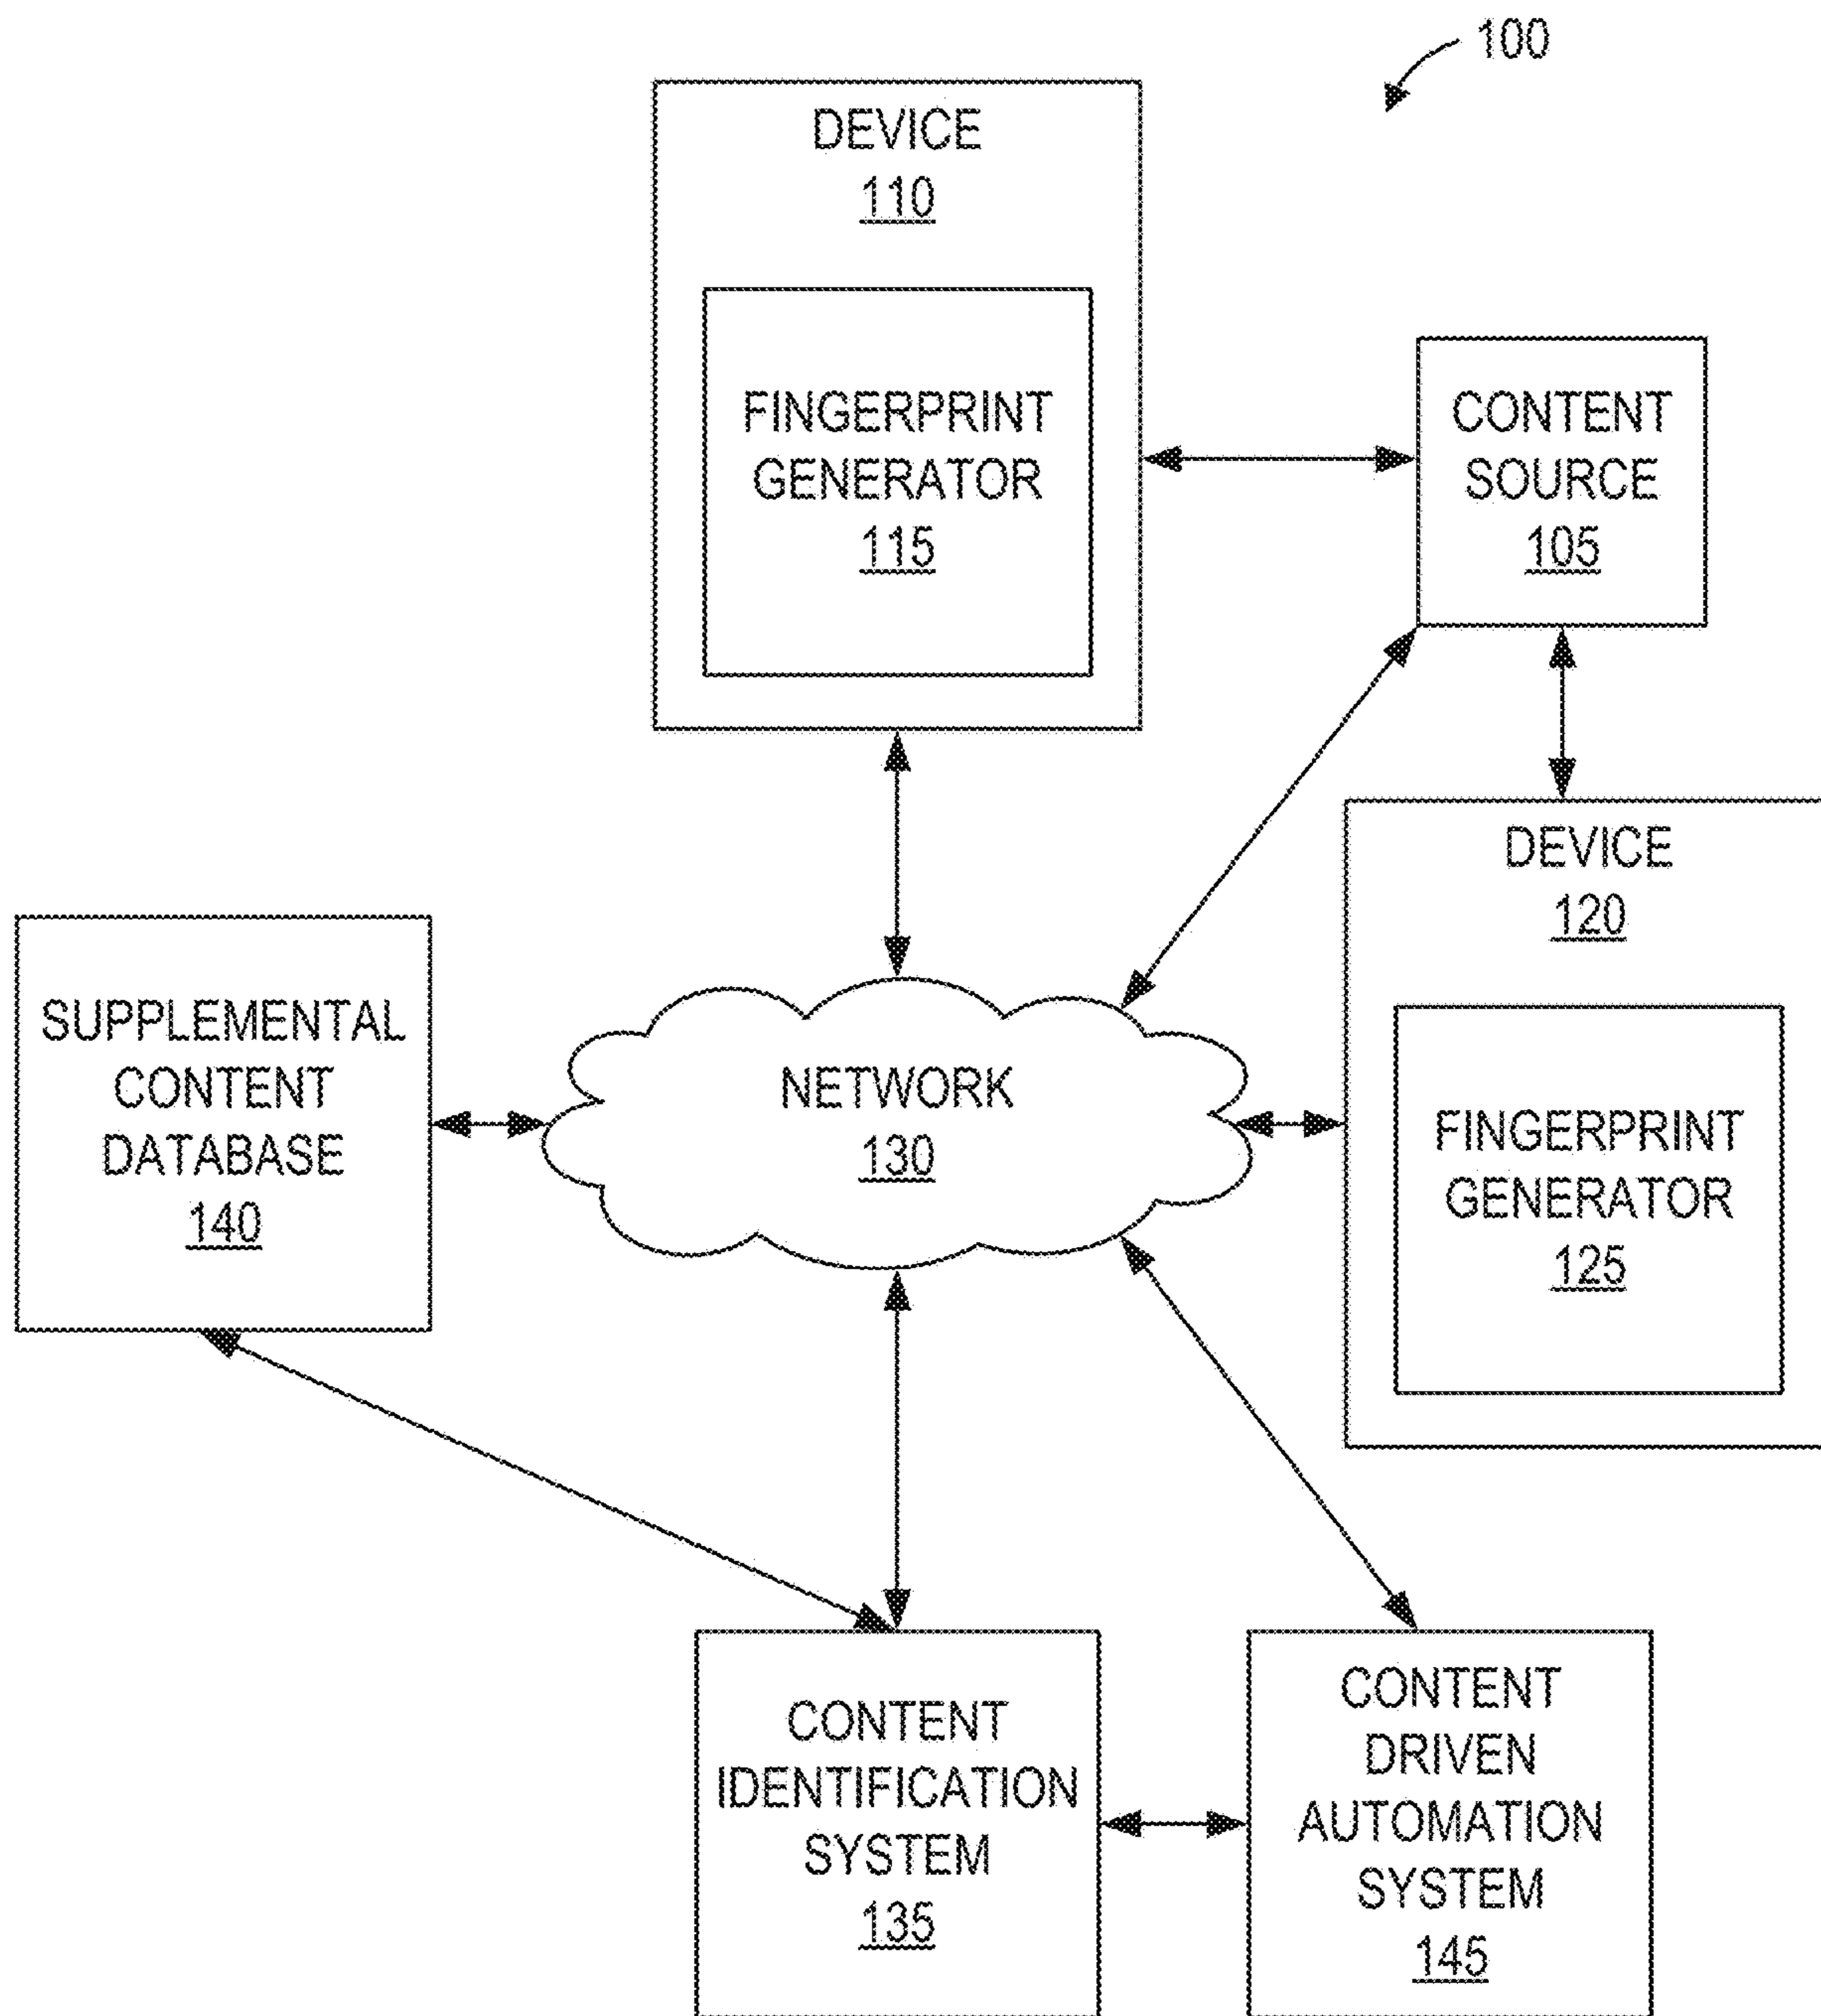 100
DEVICE
110
FINGERPRINT
GENERATOR
115
CONTENT
SOURCE
105
DEVICE
120
FINGERPRINT
GENERATOR
125
SUPPLEMENTAL
CONTENT
DATABASE
140
NETWORK
130
CONTENT
IDENTIFICATION
SYSTEM
135
CONTENT
DRIVEN
AUTOMATION
SYSTEM
145